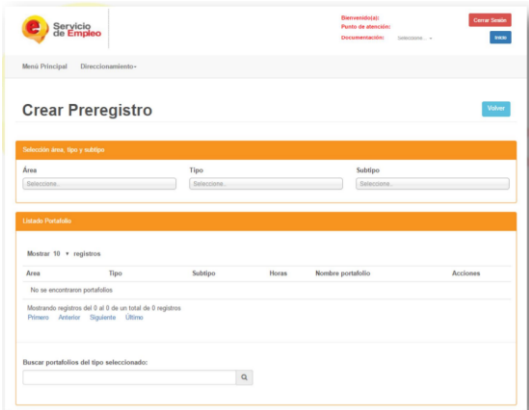 Servicio
de Empleo
Bienvenido(a):
Punto de atención:
Documentación: Seleccione..
Cerrar Sesión
Inicio
Menú Principal Direccionamiento
Crear Preregistro
Volver
Selección área, tipo y subtipo
Área Tipo Subtipo
Seleccione.. Seleccione.. Seleccione..
Listado Portafolio
Mostrar 10 registros
Area Tipo Subtipo Horas Nombre portafolio Acciones
No se encontraron portafolios
Mostrando registros del 0 al 0 de un total de 0 registros
Primero Anterior Siguiente Último
Buscar portafolios del tipo seleccionado: